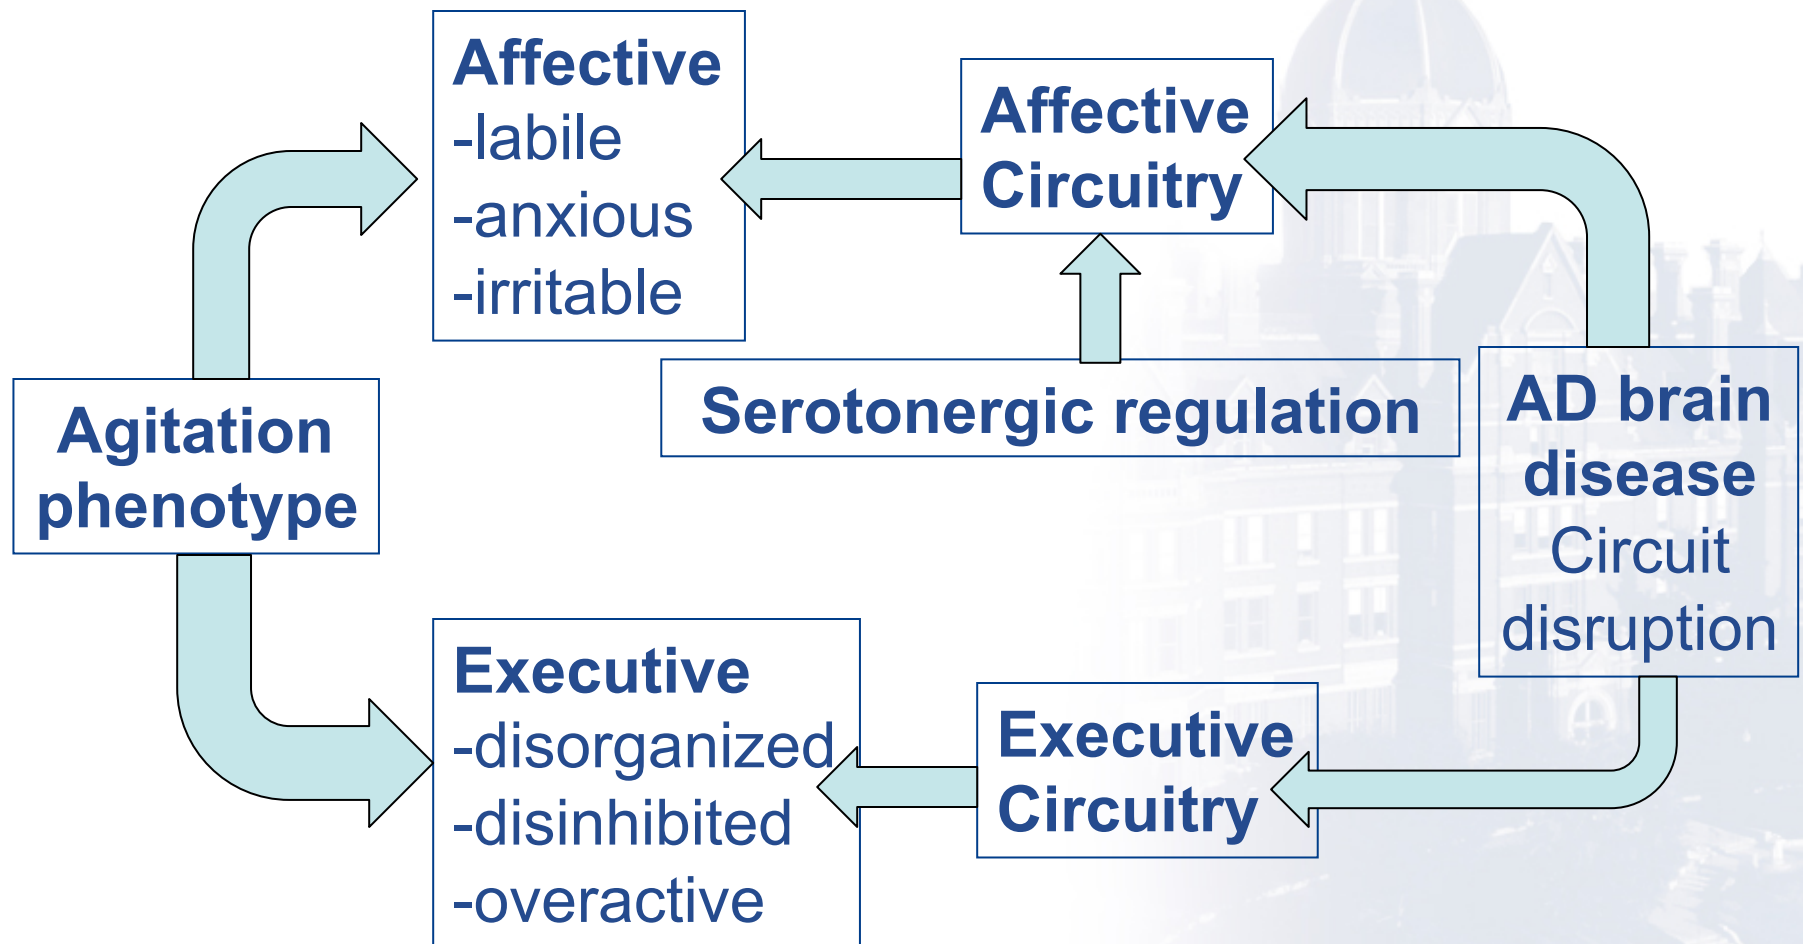 Affective
-labile
-anxious
-irritable
Affective
Circuitry
Serotonergic regulation
Agitation
phenotype
AD brain
disease
Circuit
disruption
Executive
-disorganized
-disinhibited
-overactive
Executive
Circuitry